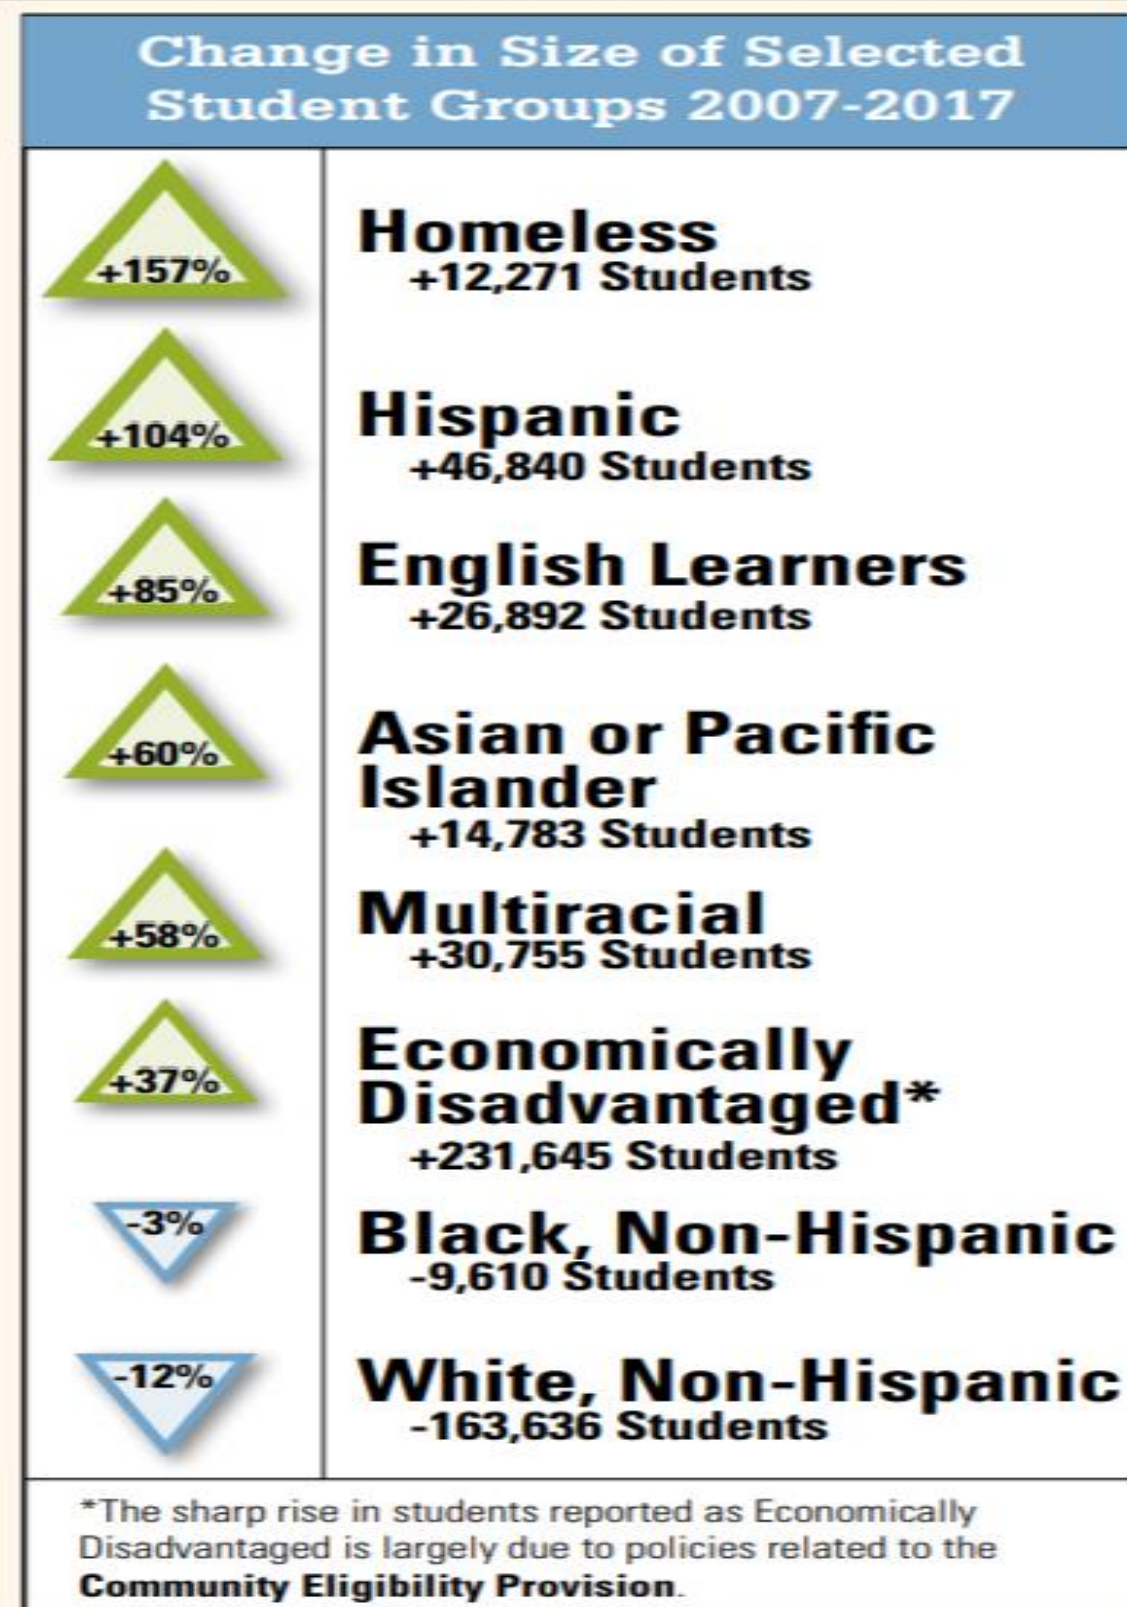 Change in Size of Selected
Student Groups 2007-2017
+157%
Homeless
+12,271 Students
+104%
Hispanic
+46,840 Students
+85%
English Learners
+26,892 Students
+60%
Asian or Pacific
Islander
+14,783 Students
+58%
Multiracial
+30,755 Students
+37%
Economically
Disadvantaged*
+231,645 Students
-3%
Black, Non-Hispanic
-9,610 Students
-12%
White, Non-Hispanic
-163,636 Students
*The sharp rise in students reported as Economically
Disadvantaged is largely due to policies related to the
Community Eligibility Provision.